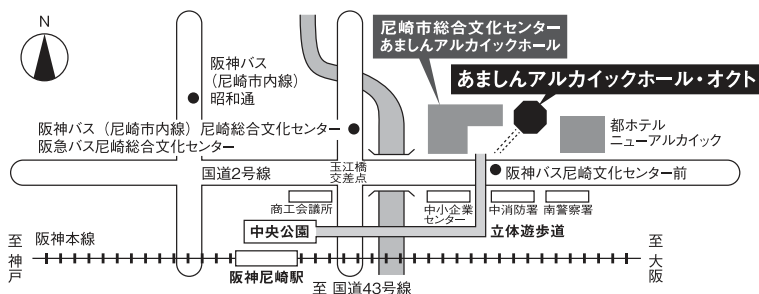 N
尼崎市総合文化センター
あましんアルカイックホール
あましんアルカイックホール・オクト
阪神バス
（尼崎市内線）
昭和通
阪神バス（尼崎市内線）尼崎総合文化センター
阪急バス尼崎総合文化センター
都ホテル
ニューアルカイック
国道2号線
玉江橋
交差点
阪神バス尼崎文化センター前
商工会議所
中小企業
センター
中消防署
南警察署
中央公園
立体遊歩道
至神戸
阪神本線
至大阪
阪神尼崎駅
至 国道43号線